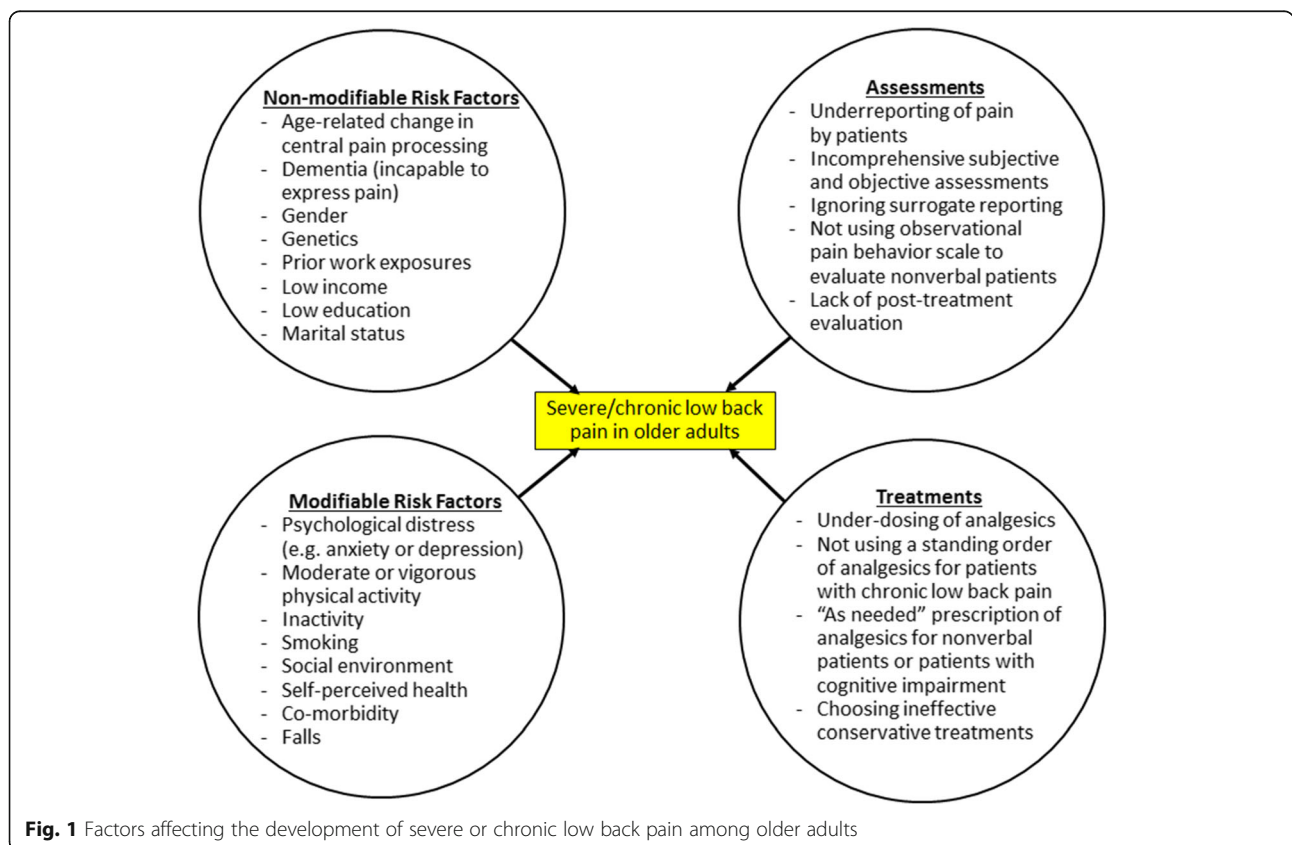 Non-modifiable Risk Factors
- Age-related change in
central pain processing
- Dementia (incapable to
express pain)
- Gender
- Genetics
- Prior work exposures
- Low income
- Low education
- Marital status
Assessments
- Underreporting of pain
by patients
- Incomprehensive subjective
and objective assessments
- Ignoring surrogate reporting
- Not using observational
pain behavior scale to
evaluate nonverbal patients
- Lack of post-treatment
evaluation
Severe/chronic low back
pain in older adults
Modifiable Risk Factors
- Psychological distress
(e.g. anxiety or depression)
- Moderate or vigorous
physical activity
- Inactivity
- Smoking
- Social environment
- Self-perceived health
- Co-morbidity
- Falls
Treatments
- Under-dosing of analgesics
- Not using a standing order
of analgesics for patients
with chronic low back pain
- “As needed” prescription of
analgesics for nonverbal
patients or patients with
cognitive impairment
- Choosing ineffective
conservative treatments
Fig. 1 Factors affecting the development of severe or chronic low back pain among older adults